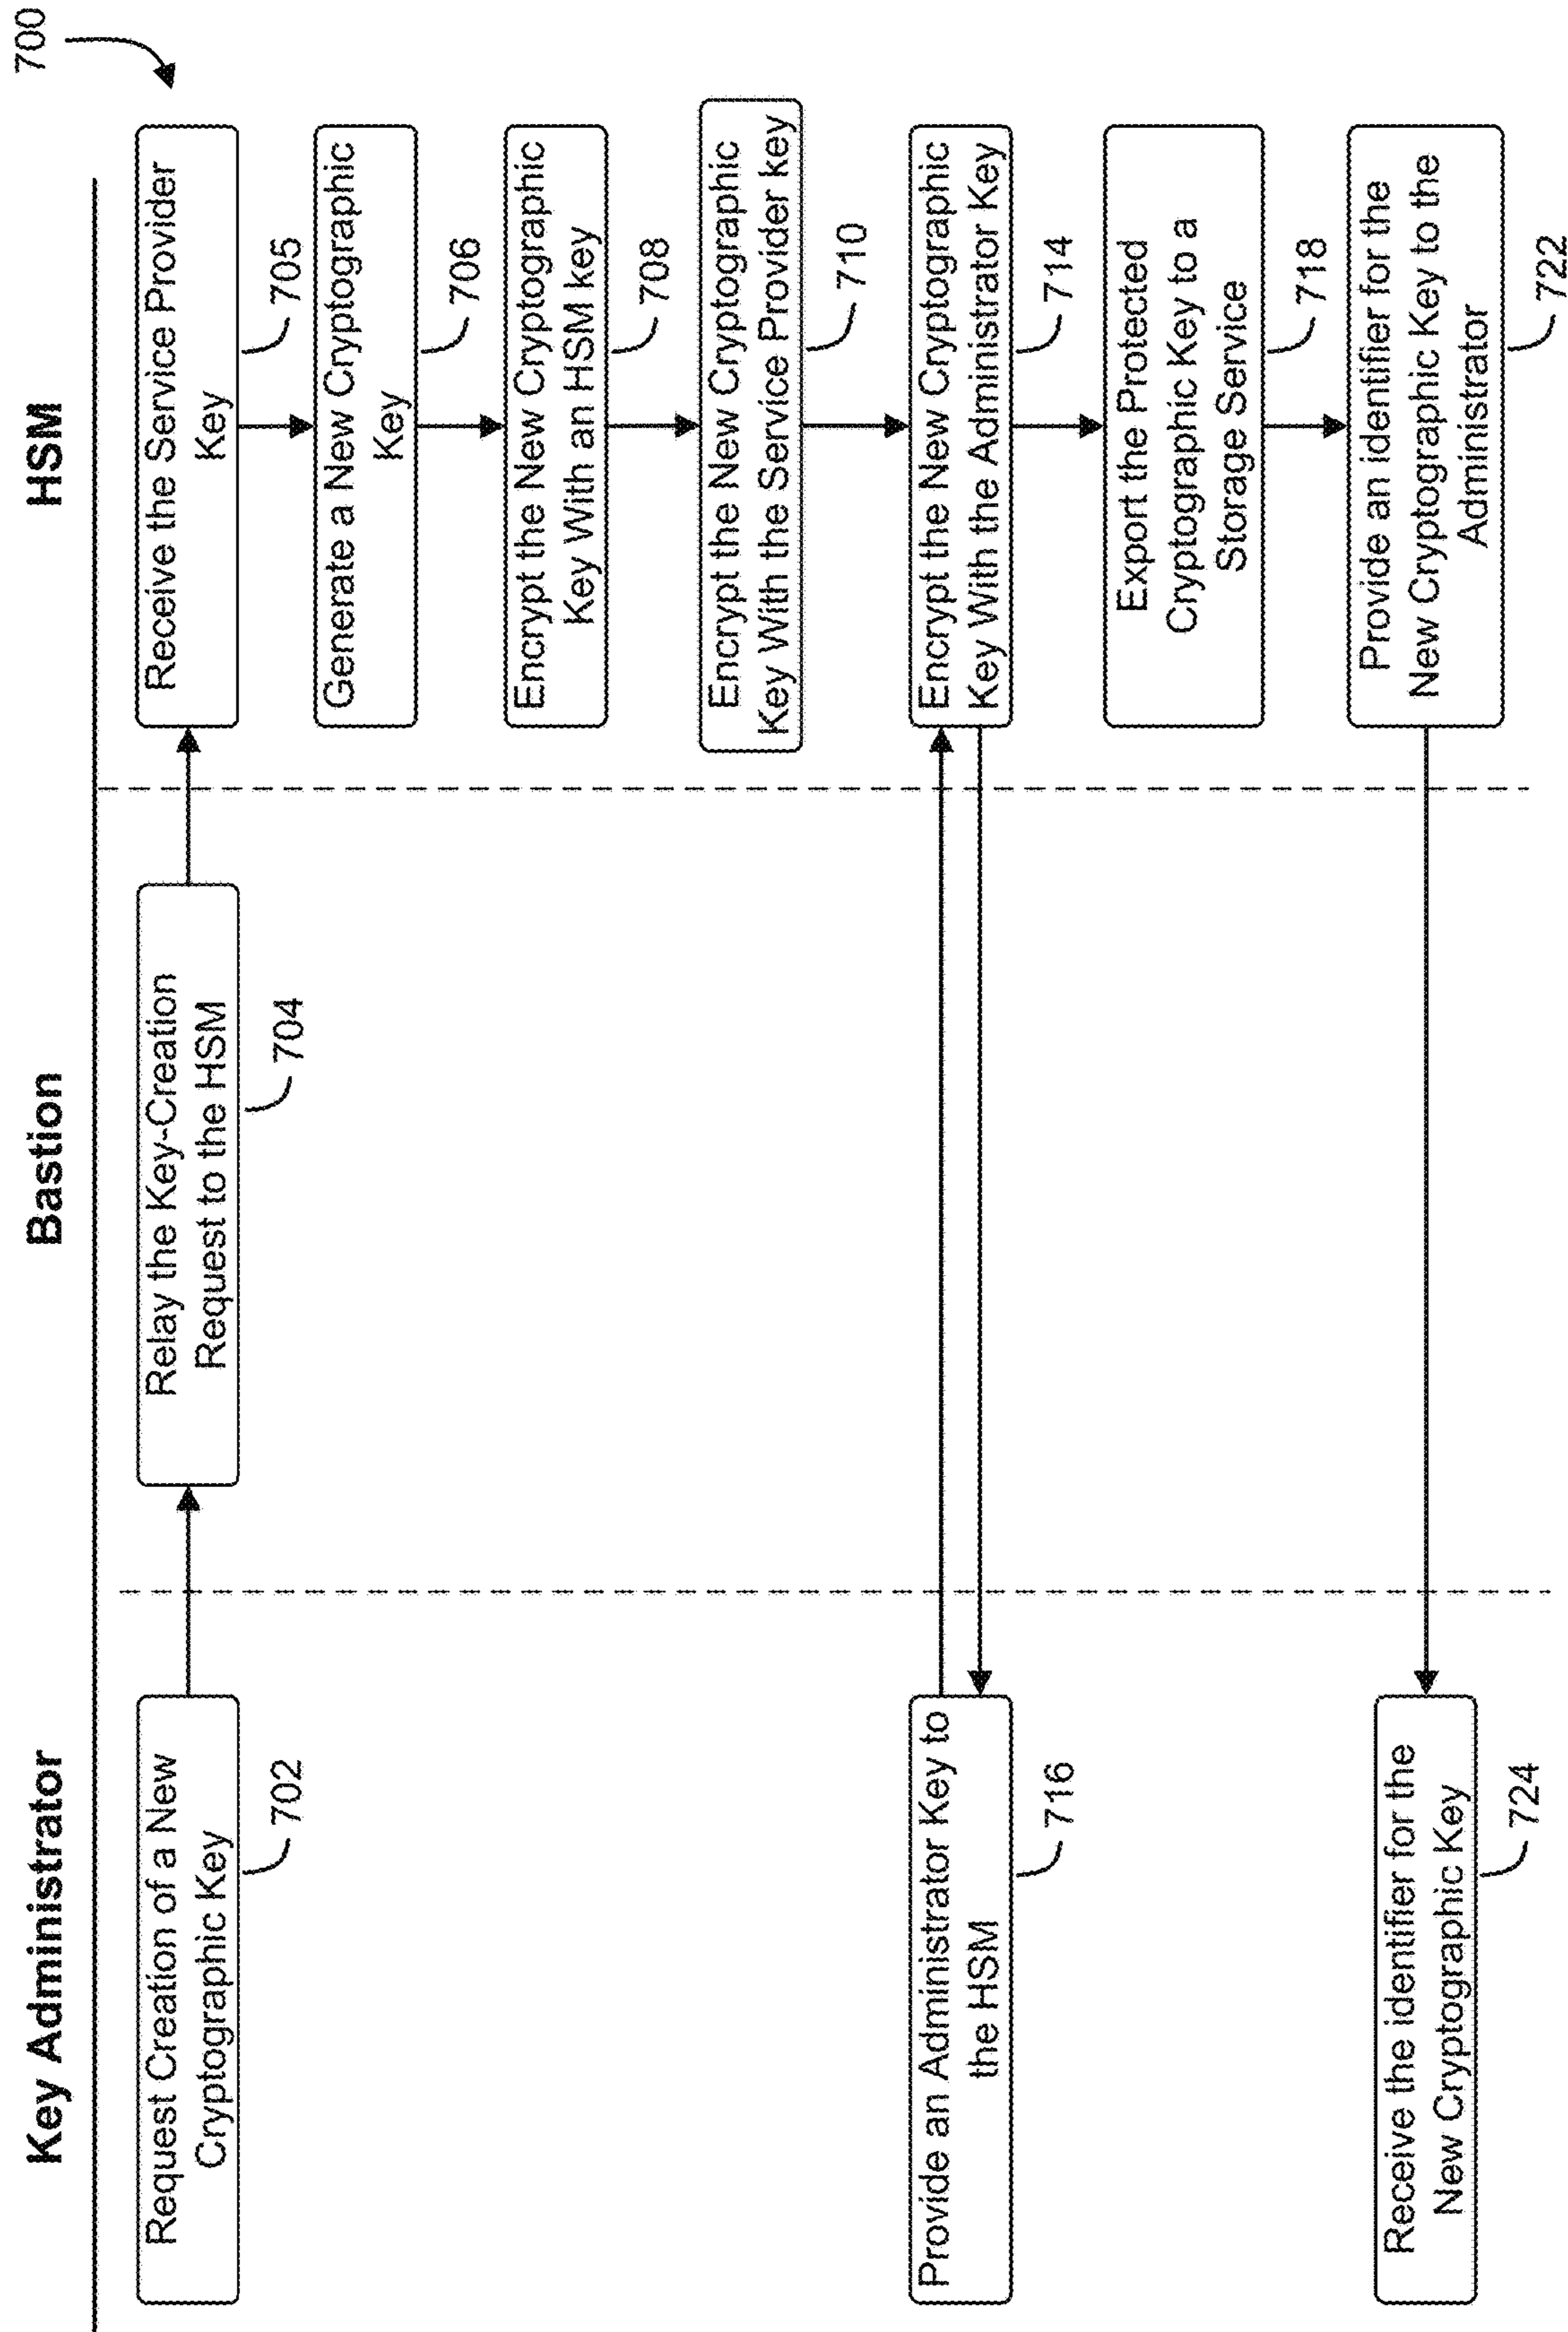 700
Key Administrator
Bastion
HSM
Request Creation of a New
Cryptographic Key
702
Relay the Key-Creation
Request to the HSM
704
Receive the Service Provider
Key
705
Generate a New Cryptographic
Key
706
Encrypt the New Cryptographic
Key With an HSM key
708
Encrypt the New Cryptographic
Key With the Service Provider key
710
Provide an Administrator Key to
the HSM
716
Encrypt the New Cryptographic
Key With the Administrator Key
714
Export the Protected
Cryptographic Key to a
Storage Service
718
Provide an identifier for the
New Cryptographic Key to the
Administrator
722
Receive the identifier for the
New Cryptographic Key
724